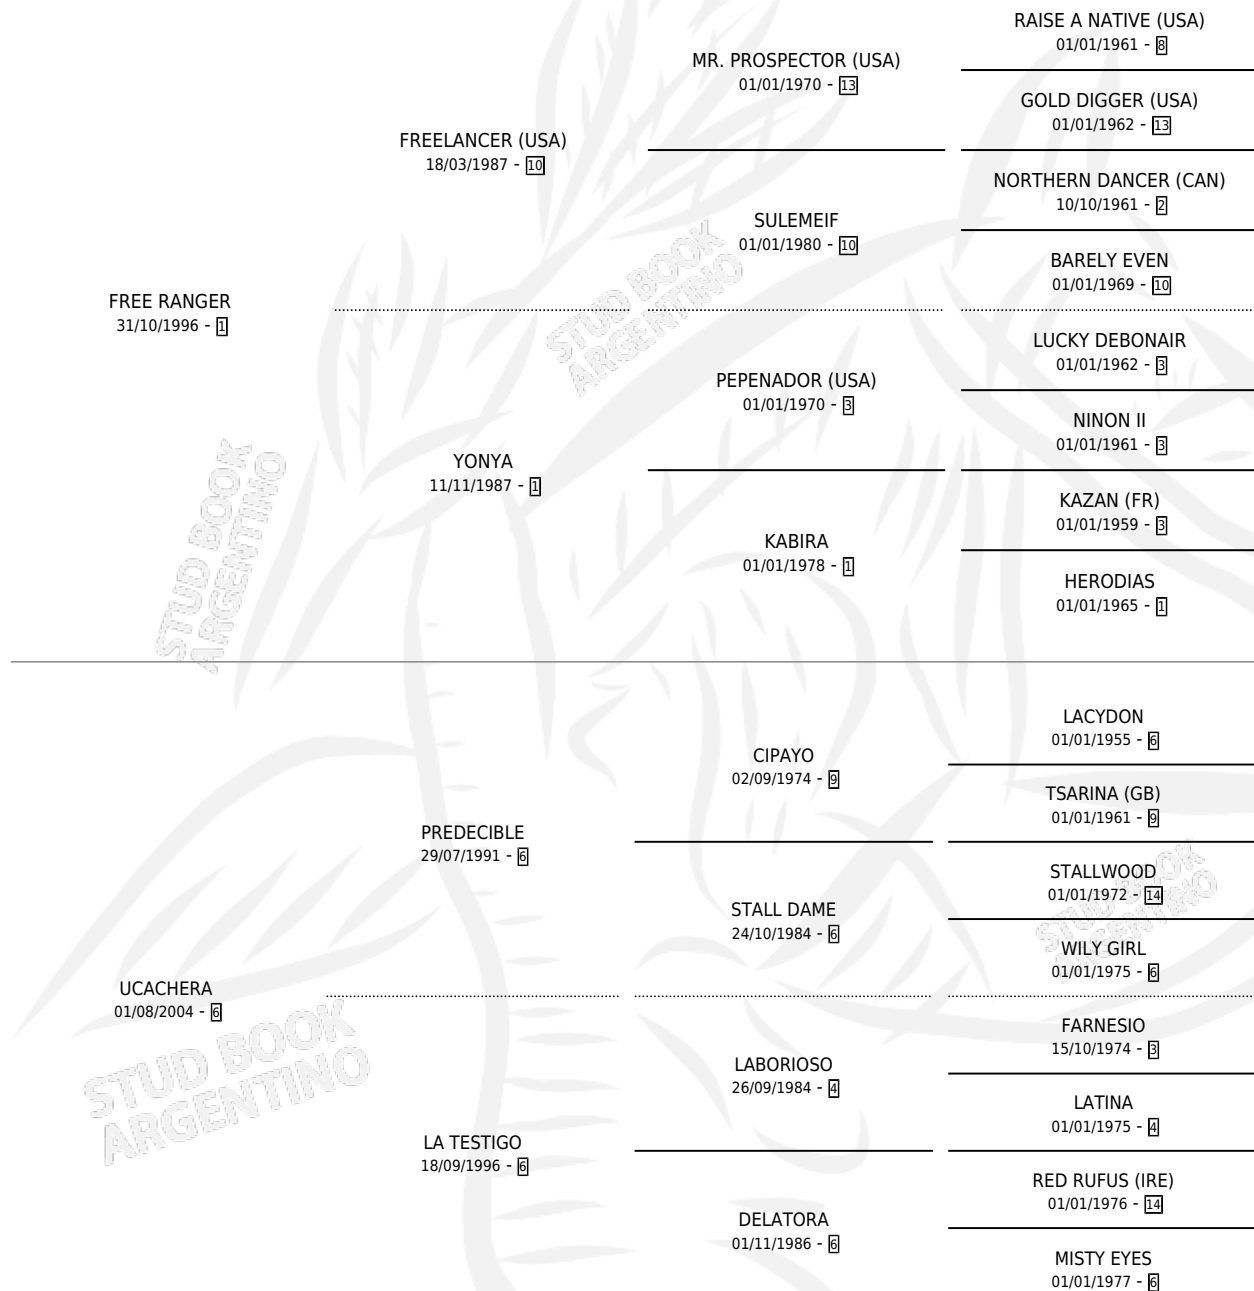 RAISE A NATIVE (USA)
01/01/1961 - 8
MR. PROSPECTOR (USA)
01/01/1970 - 13
GOLD DIGGER (USA)
01/01/1962 - 13
FREELANCER (USA)
18/03/1987 - 10
NORTHERN DANCER (CAN)
10/10/1961 - 2
SULEMEIF
01/01/1980 - 10
BARELY EVEN
01/01/1969 - 10
FREE RANGER
31/10/1996 - 1
LUCKY DEBONAIR
01/01/1962 - 3
PEPENADOR (USA)
01/01/1970 - 3
NINON II
01/01/1961 - 3
YONYA
11/11/1987 - 1
KAZAN (FR)
01/01/1959 - 3
KABIRA
01/01/1978 - 1
HERODIAS
01/01/1965 - 1
LACYDON
01/01/1955 - 6
CIPAYO
02/09/1974 - 9
TSARINA (GB)
01/01/1961 - 9
PREDECIBLE
29/07/1991 - 6
STALLWOOD
01/01/1972 - 14
STALL DAME
24/10/1984 - 6
WILY GIRL
01/01/1975 - 6
UCACHERA
01/08/2004 - 6
FARNESIO
15/10/1974 - 3
LABORIOSO
26/09/1984 - 4
LATINA
01/01/1975 - 4
LA TESTIGO
18/09/1996 - 6
RED RUFUS (IRE)
01/01/1976 - 14
DELATORA
01/11/1986 - 6
MISTY EYES
01/01/1977 - 6
STUD BOOK
ARGENTINO
STUD BOOK
ARGENTINO
STUD BOOK
ARGENTINO
STUD BOOK
ARGENTINO